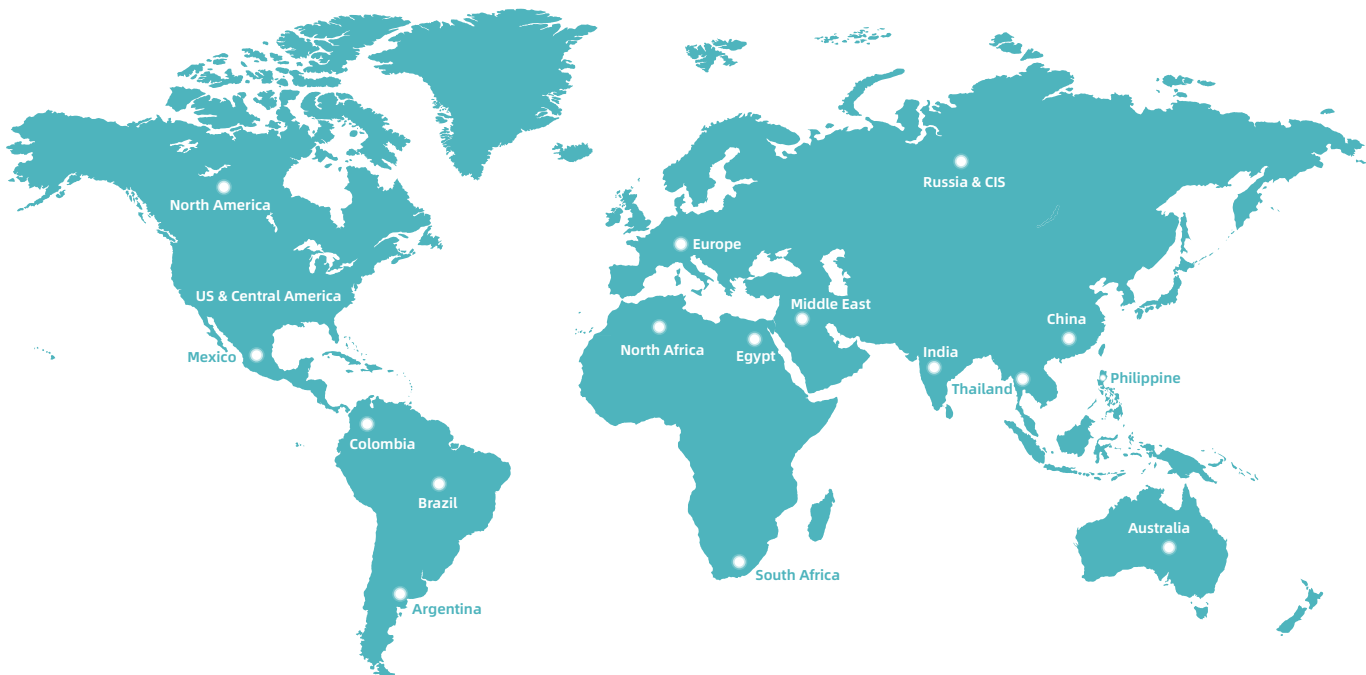 Russia & CIS
North America
Europe
US & Central America
Middle East
China
North Africa
Egypt
India
Mexico
Philippine
Thailand
Colombia
Brazil
Australia
South Africa
Argentina